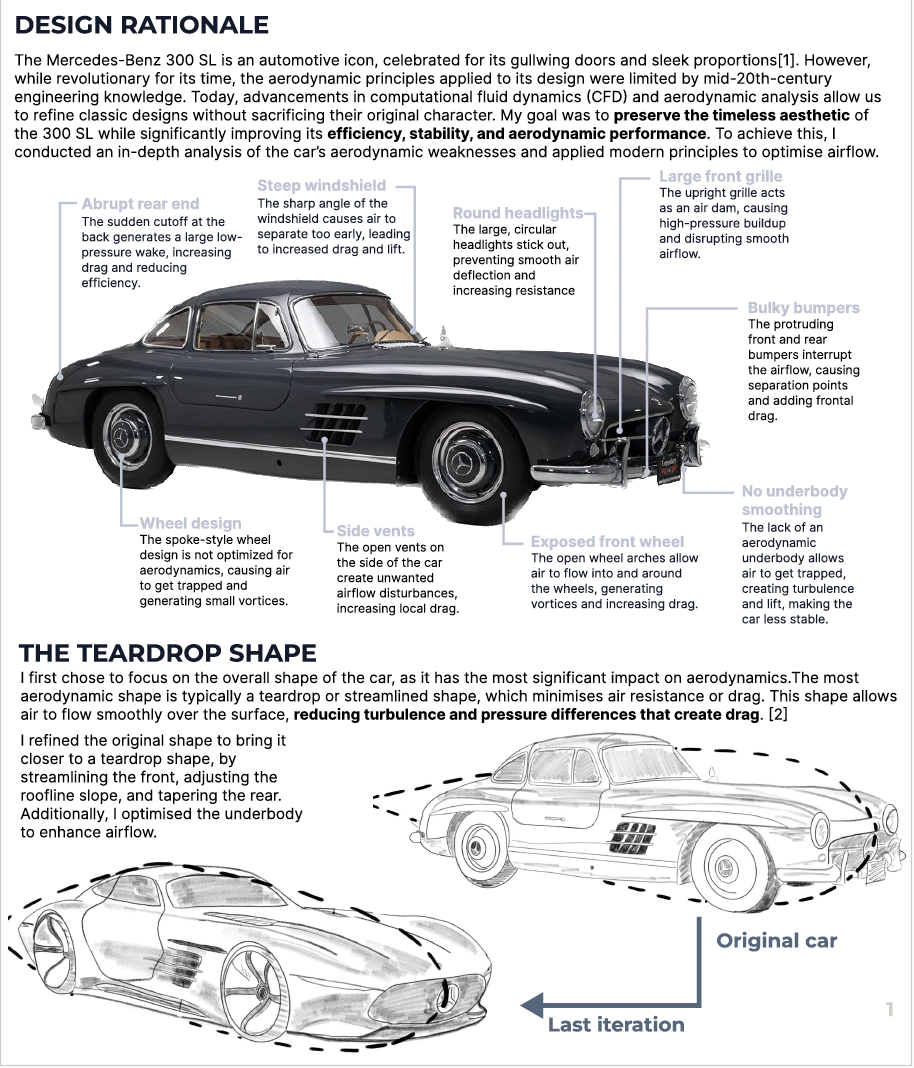 DESIGN RATIONALE
The Mercedes-Benz 300 SL is an automotive icon, celebrated for its gullwing doors and sleek proportions[1]. However,
while revolutionary for its time, the aerodynamic principles applied to its design were limited by mid-20th-century
engineering knowledge. Today, advancements in computational fluid dynamics (CFD) and aerodynamic analysis allow us
to refine classic designs without sacrificing their original character. My goal was to preserve the timeless aesthetic of
the 300 SL while significantly improving its efficiency, stability, and aerodynamic performance. To achieve this, I
conducted an in-depth analysis of the car's aerodynamic weaknesses and applied modern principles to optimise airflow.
Abrupt rear end
The sudden cutoff at the
back generates a large low-
pressure wake, increasing
drag and reducing
efficiency.
Steep windshield
The sharp angle of the
windshield causes air to
separate too early, leading
to increased drag and lift.
Round headlights
The large, circular
headlights stick out,
preventing smooth air
deflection and
increasing resistance
Large front grille
The upright grille acts
as an air dam, causing
high-pressure buildup
and disrupting smooth
airflow.
Bulky bumpers
The protruding
front and rear
bumpers interrupt
the airflow, causing
separation points
and adding frontal
drag.
Wheel design
The spoke-style wheel
design is not optimized for
aerodynamics, causing air
to get trapped and
generating small vortices.
Side vents
The open vents on
the side of the car
create unwanted
airflow disturbances,
increasing local drag.
Exposed front wheel
The open wheel arches allow
air to flow into and around
the wheels, generating
vortices and increasing drag.
No underbody
smoothing
The lack of an
aerodynamic
underbody allows
air to get trapped,
creating turbulence
and lift, making the
car less stable.
THE TEARDROP SHAPE
I first chose to focus on the overall shape of the car, as it has the most significant impact on aerodynamics.The most
aerodynamic shape is typically a teardrop or streamlined shape, which minimises air resistance or drag. This shape allows
air to flow smoothly over the surface, reducing turbulence and pressure differences that create drag. [2]
I refined the original shape to bring it
closer to a teardrop shape, by
streamlining the front, adjusting the
roofline slope, and tapering the rear.
Additionally, I optimised the underbody
to enhance airflow.
Original car
Last iteration
1